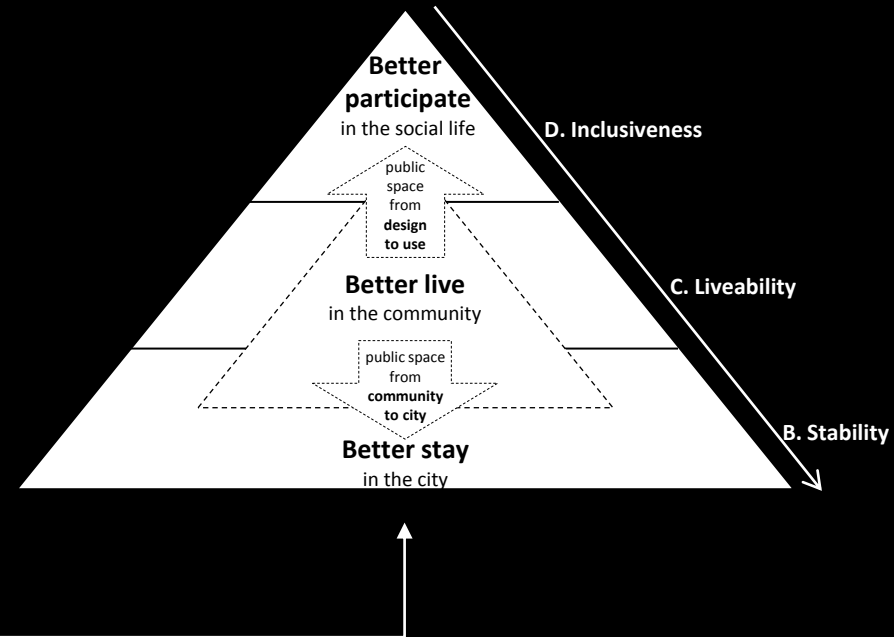 Better
participate
in the social life
D. Inclusiveness
public
space
from
design
to use
Better live
in the community
C. Liveability
public space
from
community
to city
B. Stability
Better stay
in the city